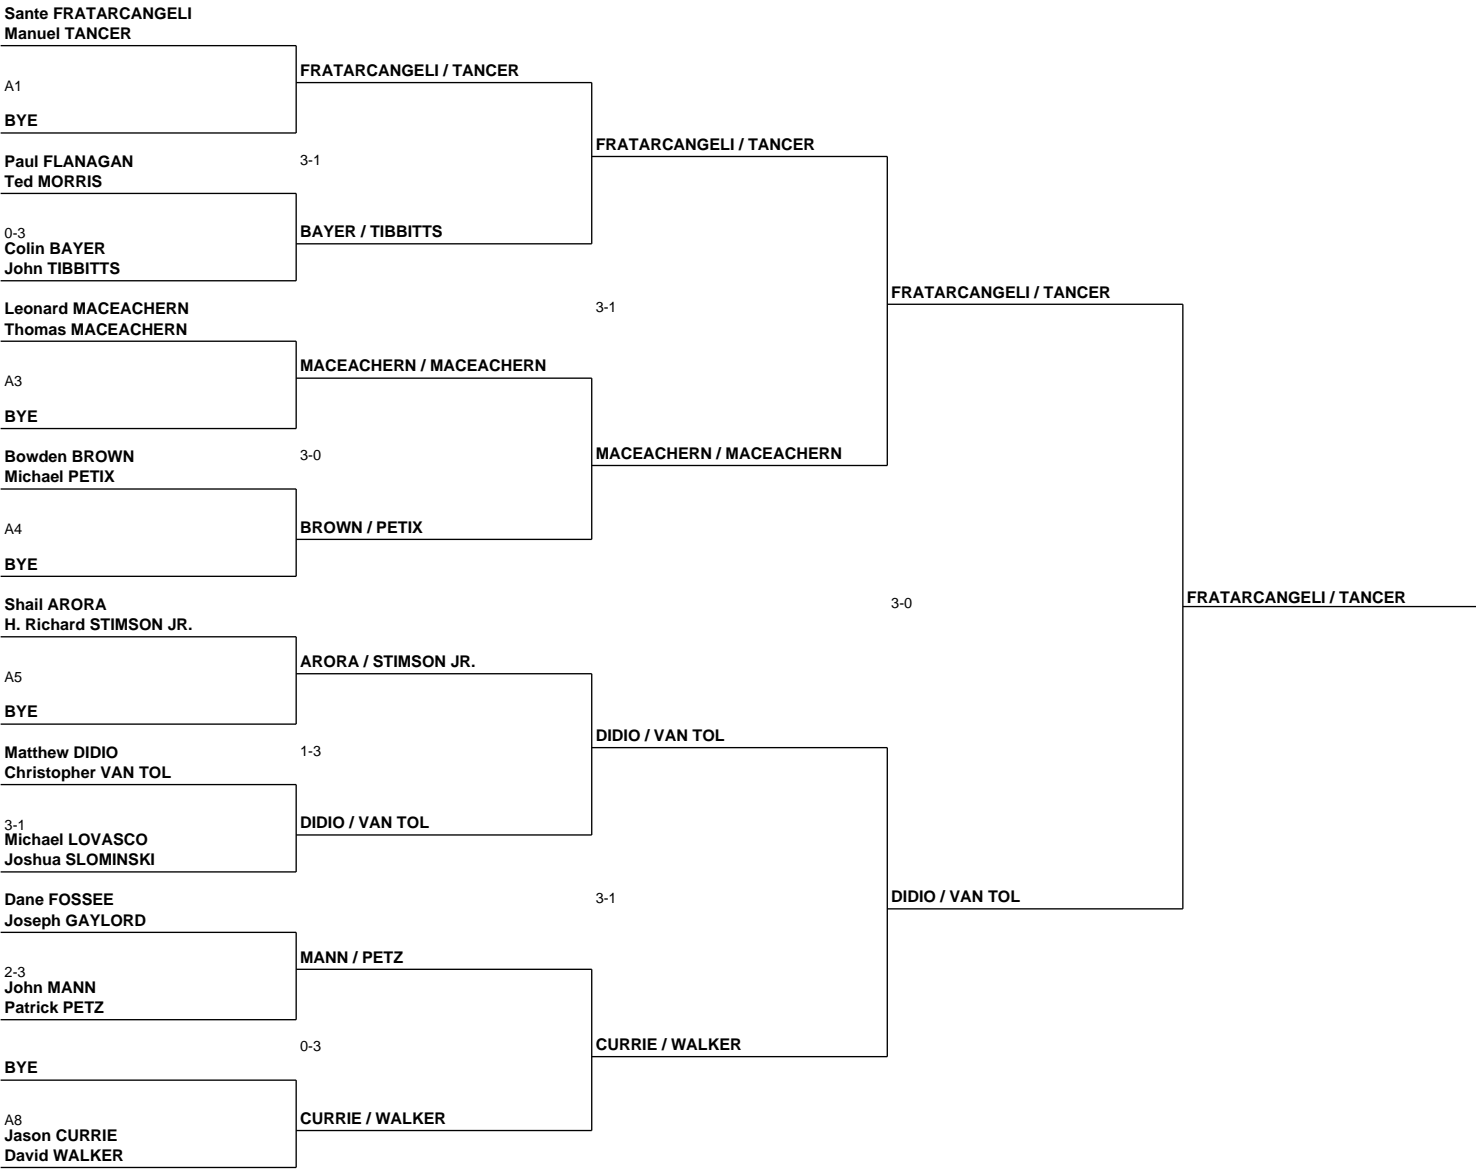 Sante FRATARCANGELI
Manuel TANCER
FRATARCANGELI / TANCER
A1
BYE
FRATARCANGELI / TANCER
Paul FLANAGAN
3-1
Ted MORRIS
0-3
BAYER / TIBBITTS
Colin BAYER
John TIBBITTS
FRATARCANGELI / TANCER
Leonard MACEACHERN
3-1
Thomas MACEACHERN
MACEACHERN / MACEACHERN
A3
BYE
Bowden BROWN
3-0
MACEACHERN / MACEACHERN
Michael PETIX
A4
BROWN / PETIX
BYE
Shail ARORA
3-0
FRATARCANGELI / TANCER
H. Richard STIMSON JR.
ARORA / STIMSON JR.
A5
BYE
DIDIO / VAN TOL
Matthew DIDIO
1-3
Christopher VAN TOL
3-1
DIDIO / VAN TOL
Michael LOVASCO
Joshua SLOMINSKI
Dane FOSSEE
3-1
DIDIO / VAN TOL
Joseph GAYLORD
MANN / PETZ
2-3
John MANN
Patrick PETZ
0-3
CURRIE / WALKER
BYE
A8
CURRIE / WALKER
Jason CURRIE
David WALKER